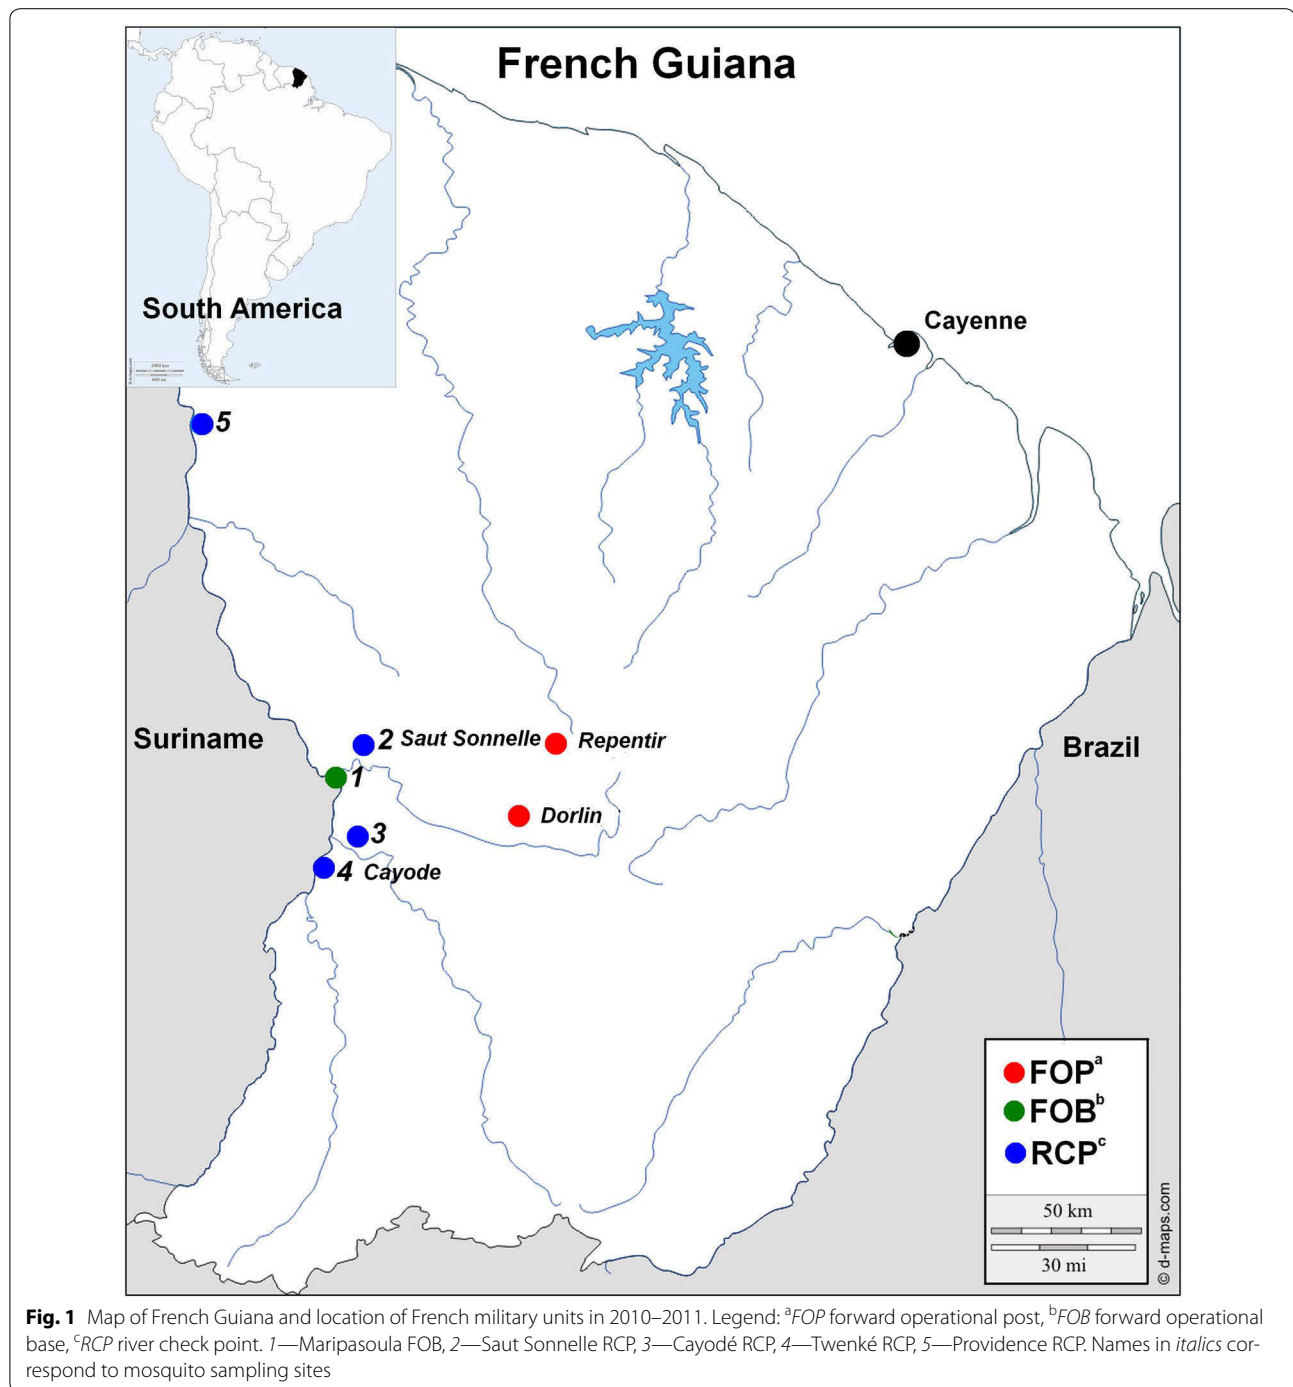 French Guiana
South America
Cayenne
5
Suriname
2 Saut Sonnelle
Repentir
Brazil
1
Dorlin
3
4 Cayode
FOPᵃ
FOBᵇ
RCPᶜ
50 km
30 mi
© d-maps.com
Fig. 1 Map of French Guiana and location of French military units in 2010–2011. Legend: ᵃFOP forward operational post, ᵇFOB forward operational
base, ᶜRCP river check point. 1—Maripasoula FOB, 2—Saut Sonnelle RCP, 3—Cayodé RCP, 4—Twenké RCP, 5—Providence RCP. Names in italics cor-
respond to mosquito sampling sites